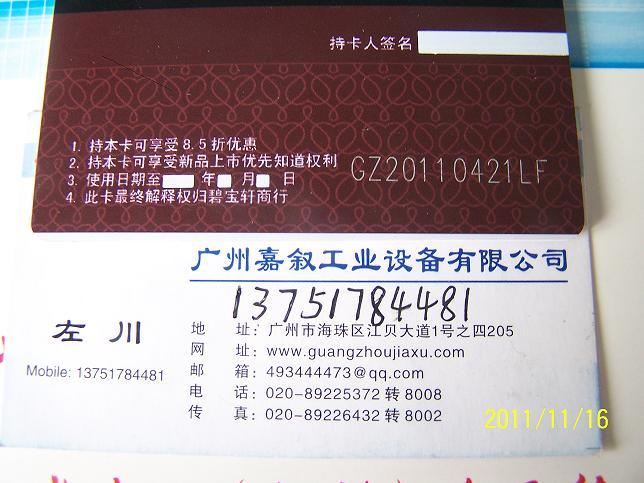 持卡人签名
1. 持本卡可享受8.5折优惠
2. 持本卡可享受新品上市优先知道权利
3. 使用日期至 年 月 日
4. 此卡最终解释权归碧宝轩商行
GZ20110421LF
广州嘉叙工业设备有限公司
13751784481
左川
Mobile: 13751784481
地 址: 广州市海珠区江贝大道1号之四205
网 址: www.guangzhoujiaxu.com
邮 箱: 493444473@qq.com
电 话: 020-89225372 转 8008
传 真: 020-89226432 转 8002
2011/11/16